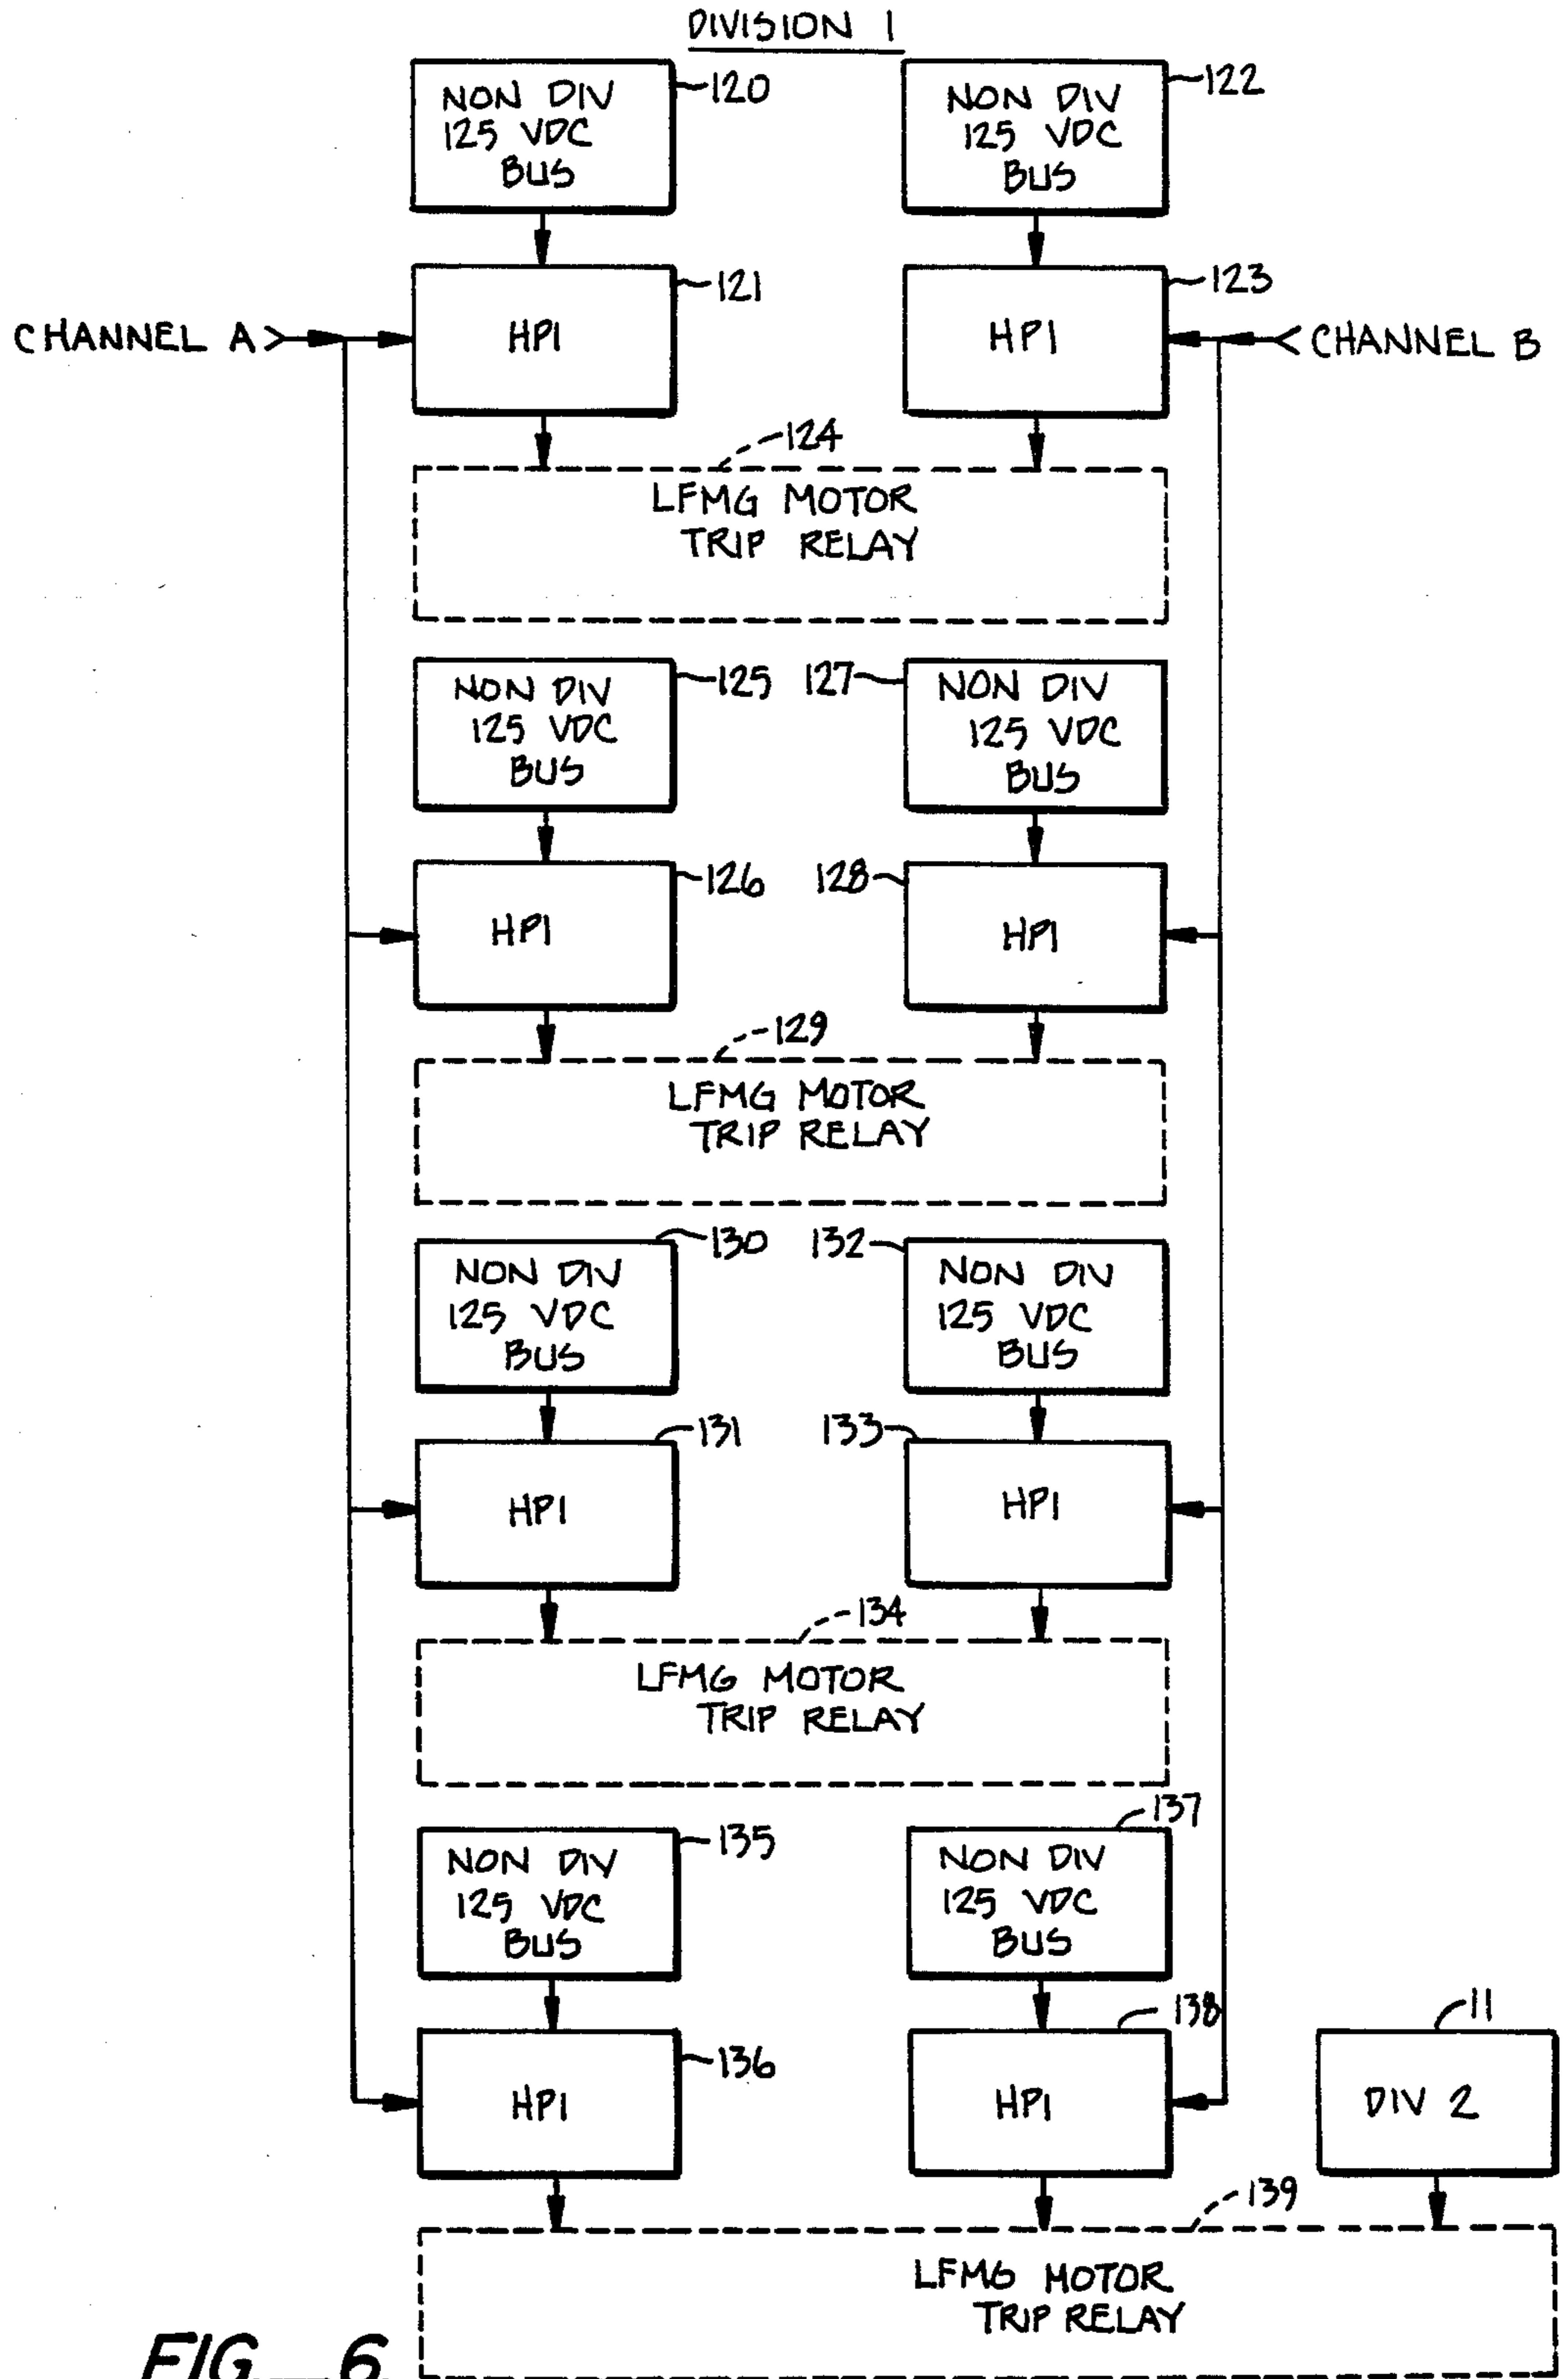 DIVISION 1
NON DIV
125 VDC
BUS
120
NON DIV
125 VDC
BUS
122
HPI
121
HPI
123
CHANNEL A
CHANNEL B
124
LFMG MOTOR
TRIP RELAY
NON DIV
125 VDC
BUS
125
127
NON DIV
125 VDC
BUS
HPI
126
128
HPI
129
LFMG MOTOR
TRIP RELAY
130
NON DIV
125 VDC
BUS
132
NON DIV
125 VDC
BUS
131
HPI
133
HPI
134
LFMG MOTOR
TRIP RELAY
135
NON DIV
125 VDC
BUS
137
NON DIV
125 VDC
BUS
136
HPI
138
HPI
11
DIV 2
139
LFMG MOTOR
TRIP RELAY
FIG_6